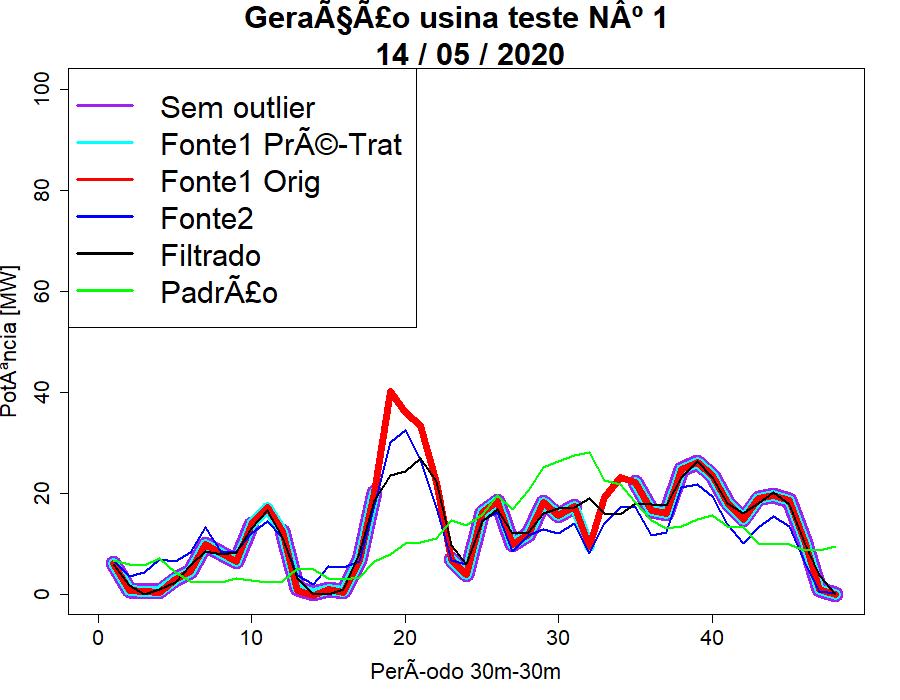 GeraÃ§Ã£o usina teste NÂº 1
14 / 05 / 2020
Sem outlier
Fonte1 PrÃ©-Trat
Fonte1 Orig
Fonte2
Filtrado
PadrÃ£o
PotÃªncia [MW]
100
80
60
40
20
0
0 10 20 30 40
PerÃ-odo 30m-30m